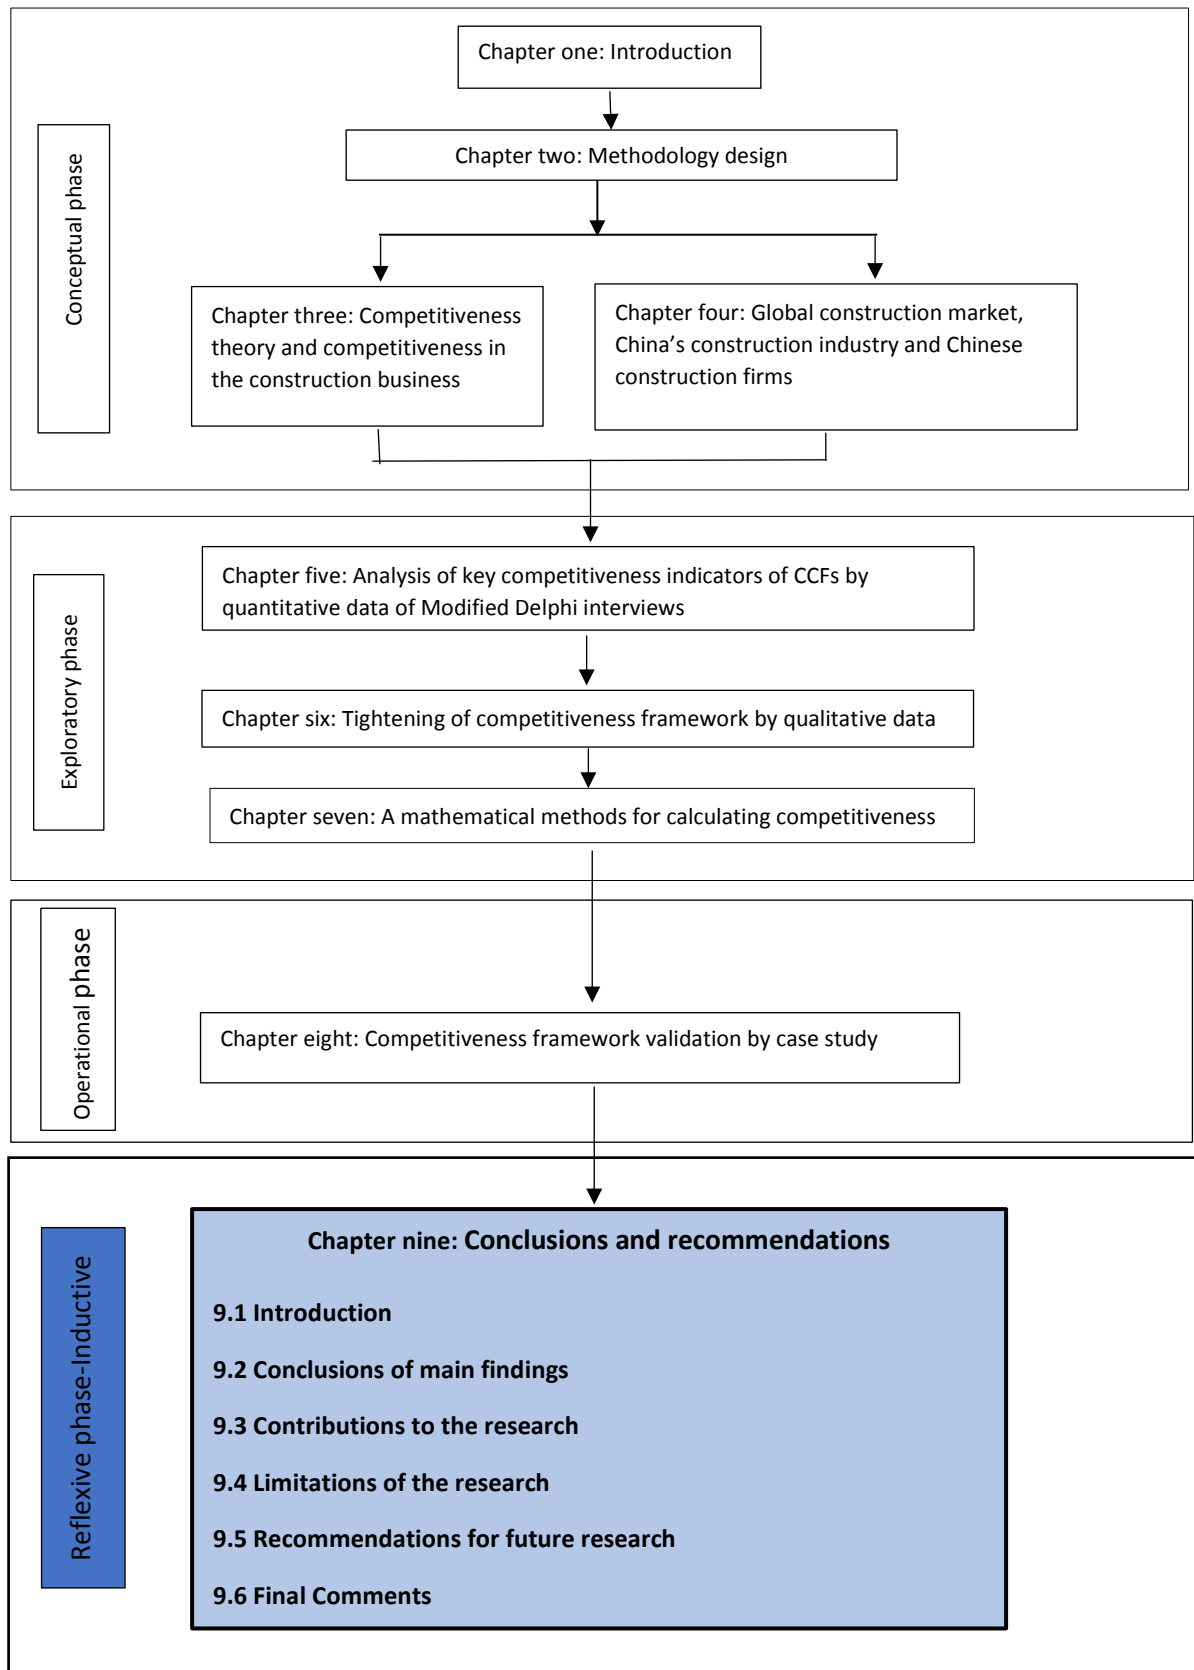 Chapter one: Introduction
Conceptual phase
Chapter two: Methodology design
Chapter three: Competitiveness
theory and competitiveness in
the construction business
Chapter four: Global construction market,
China’s construction industry and Chinese
construction firms
Exploratory phase
Chapter five: Analysis of key competitiveness indicators of CCFs by
quantitative data of Modified Delphi interviews
Chapter six: Tightening of competitiveness framework by qualitative data
Chapter seven: A mathematical methods for calculating competitiveness
Operational phase
Chapter eight: Competitiveness framework validation by case study
Reflexive phase-Inductive
Chapter nine: Conclusions and recommendations
9.1 Introduction
9.2 Conclusions of main findings
9.3 Contributions to the research
9.4 Limitations of the research
9.5 Recommendations for future research
9.6 Final Comments